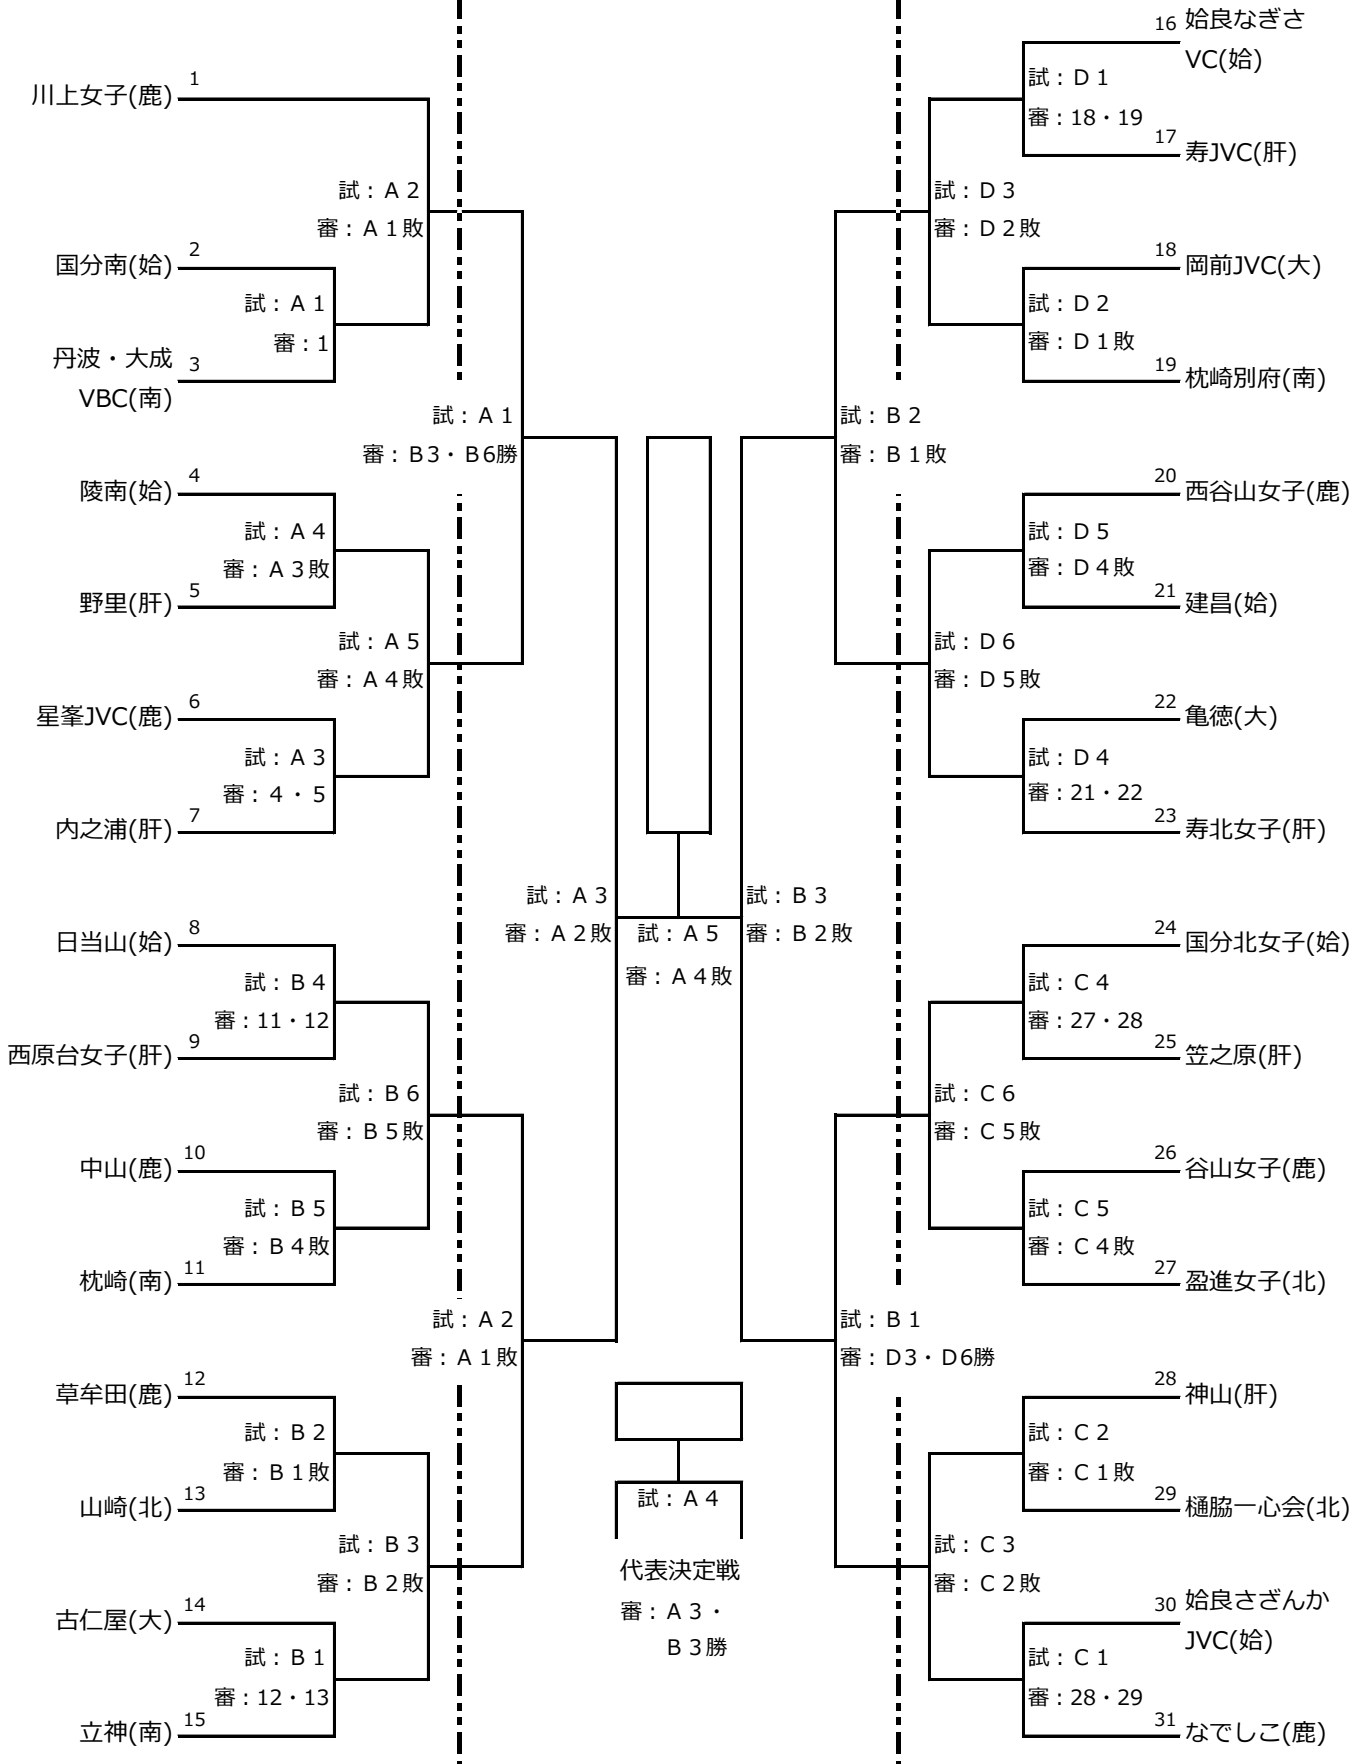 1
川上女子(鹿)
試：A２
審：A１敗
2
国分南(姶)
試：A１
審：1
丹波・大成
VBC(南)
3
試：A１
審：B3・B6勝
4
陵南(姶)
試：A４
審：A３敗
5
野里(肝)
試：A５
審：A４敗
6
星峯JVC(鹿)
試：A３
審：４・５
7
内之浦(肝)
試：A３
審：A２敗
8
日当山(姶)
試：B４
審：11・12
9
西原台女子(肝)
試：B６
審：B５敗
10
中山(鹿)
試：B５
審：B４敗
11
枕崎(南)
試：A２
審：A１敗
12
草牟田(鹿)
試：B２
審：B１敗
13
山崎(北)
試：B３
審：B２敗
14
古仁屋(大)
試：B１
審：12・13
15
立神(南)
試：A５
審：A４敗
試：A４
代表決定戦
審：A３・
B３勝
16
姶良なぎさ
VC(姶)
試：D１
審：18・19
17
寿JVC(肝)
試：D３
審：D２敗
18
岡前JVC(大)
試：D２
審：D１敗
19
枕崎別府(南)
試：B２
審：B１敗
20
西谷山女子(鹿)
試：D５
審：D４敗
21
建昌(姶)
試：D６
審：D５敗
22
亀徳(大)
試：D４
審：21・22
23
寿北女子(肝)
試：B３
審：B２敗
24
国分北女子(姶)
試：C４
審：27・28
25
笠之原(肝)
試：C６
審：C５敗
26
谷山女子(鹿)
試：C５
審：C４敗
27
盈進女子(北)
試：B１
審：D3・D6勝
28
神山(肝)
試：C２
審：C１敗
29
樋脇一心会(北)
試：C３
審：C２敗
30
姶良さざんか
JVC(姶)
試：C１
審：28・29
31
なでしこ(鹿)